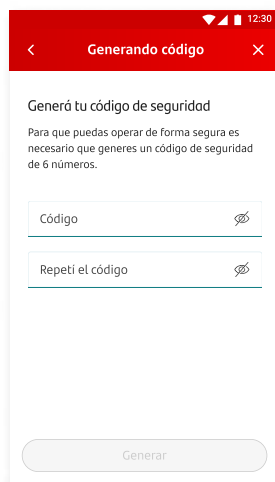 12:30
Generando código
Generá tu código de seguridad
Para que puedas operar de forma segura es
necesario que generes un código de seguridad
de 6 números.
Código
Repetí el código
Generar